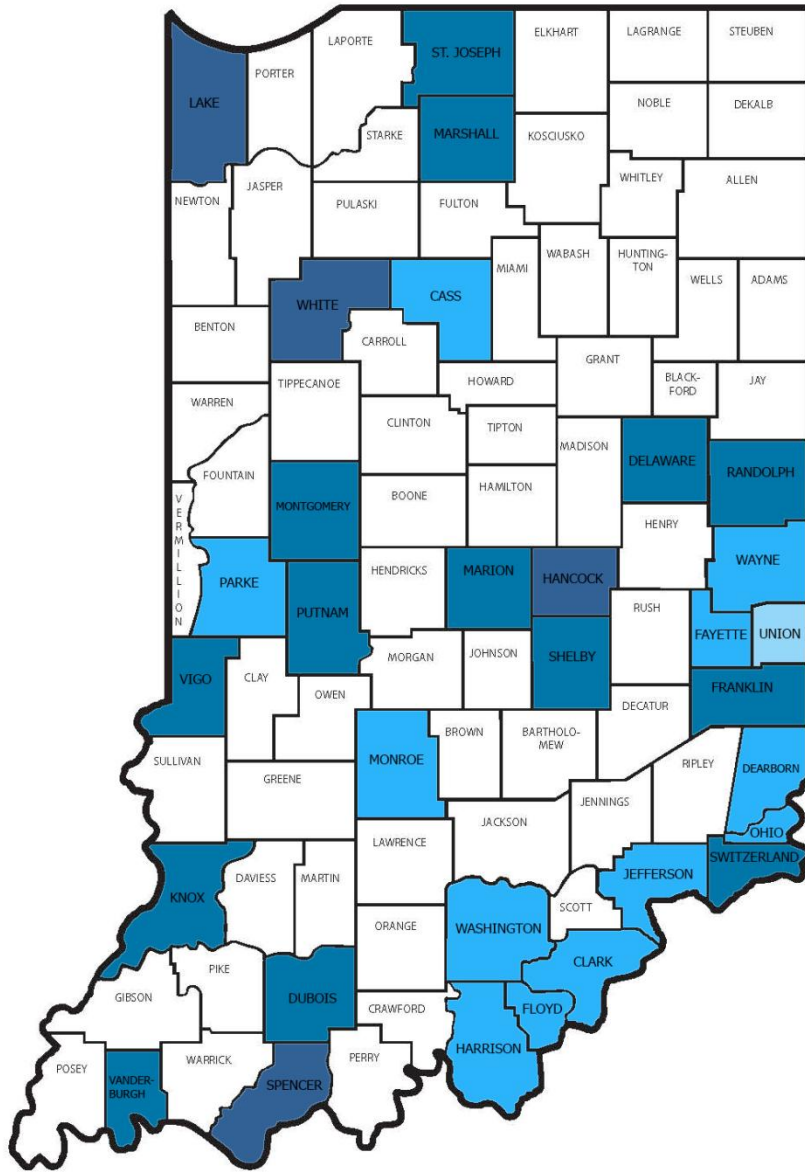 LAPORTE
ST. JOSEPH
ELKHART
LAGRANGE
STEUBEN
PORTER
LAKE
NOBLE
DEKALB
STARKE
MARSHALL
KOSCIUSKO
WHITLEY
ALLEN
NEWTON
JASPER
PULASKI
FULTON
MIAMI
WABASH
HUNTING-
TON
WELLS
ADAMS
WHITE
CASS
BENTON
CARROLL
GRANT
BLACK-
FORD
JAY
TIPPECANOE
HOWARD
WARREN
CLINTON
TIPTON
MADISON
DELAWARE
RANDOLPH
FOUNTAIN
MONTGOMERY
BOONE
HAMILTON
HENRY
VERMILLION
PARKE
PUTNAM
HENDRICKS
MARION
HANCOCK
WAYNE
RUSH
FAYETTE
UNION
VIGO
CLAY
OWEN
MORGAN
JOHNSON
SHELBY
FRANKLIN
DECATUR
SULLIVAN
GREENE
MONROE
BROWN
BARTHOLO-
MEW
RIPLEY
DEARBORN
JENNINGS
JACKSON
OHIO
LAWRENCE
SWITZERLAND
KNOX
DAVIESS
MARTIN
JEFFERSON
SCOTT
ORANGE
WASHINGTON
CLARK
PIKE
GIBSON
DUBOIS
CRAWFORD
FLOYD
HARRISON
POSEY
VANDER-
BURGH
WARRICK
SPENCER
PERRY